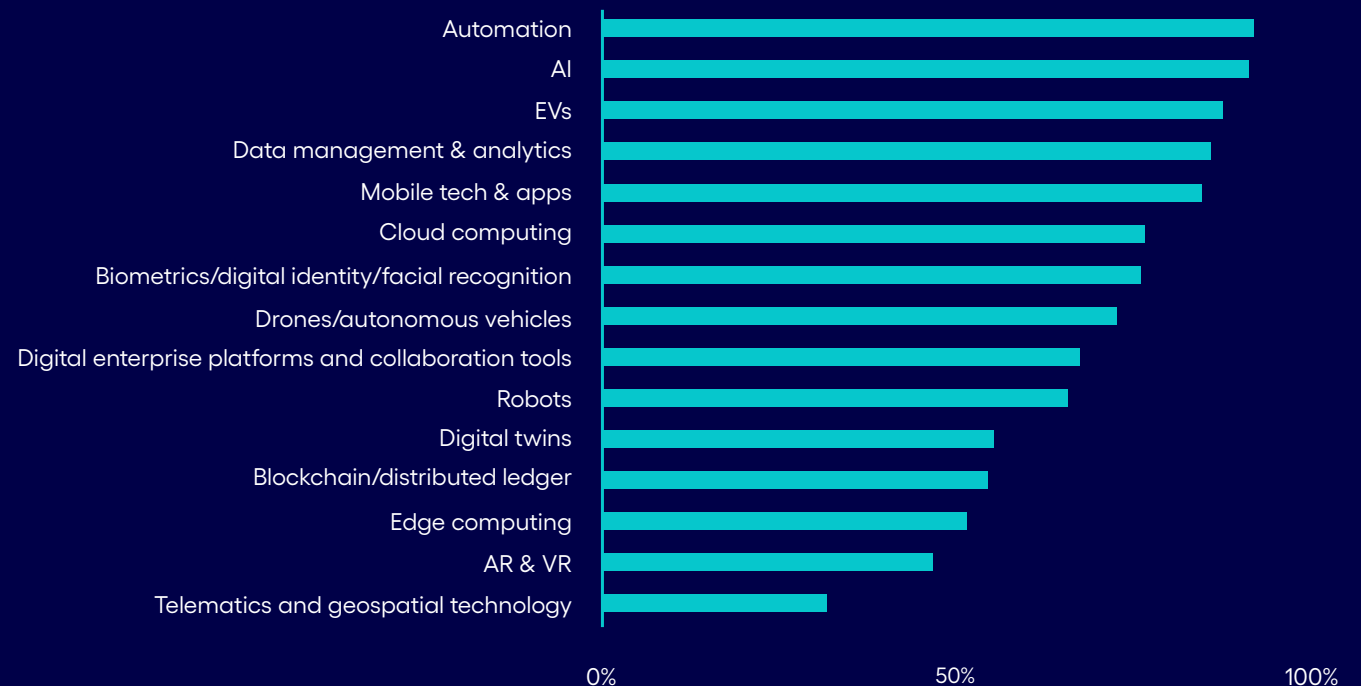 Automation
AI
EVs
Data management & analytics
Mobile tech & apps
Cloud computing
Biometrics/digital identity/facial recognition
Drones/autonomous vehicles
Digital enterprise platforms and collaboration tools
Robots
Digital twins
Blockchain/distributed ledger
Edge computing
AR & VR
Telematics and geospatial technology
0% 50% 100%